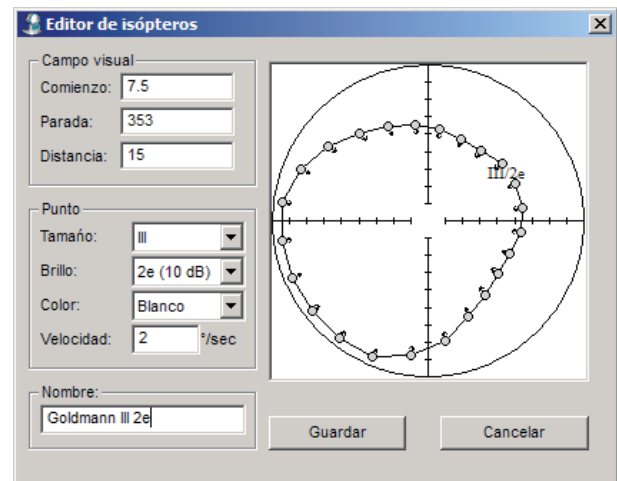 Editor de isópteros
Campo visual
Comienzo: 7.5
Parada: 353
Distancia: 15
Punto
Tamaño: III
Brillo: 2e (10 dB)
Color: Blanco
Velocidad: 2 °/sec
Nombre:
Goldmann III 2e
III/2e
Guardar
Cancelar